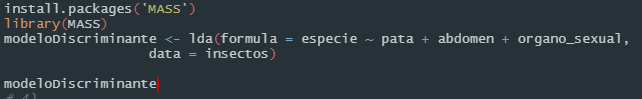 install.packages('MASS')
library(MASS)
modeloDiscriminante <- lda(formula = especie ~ pata + abdomen + organo_sexual,
data = insectos)
modeloDiscriminante